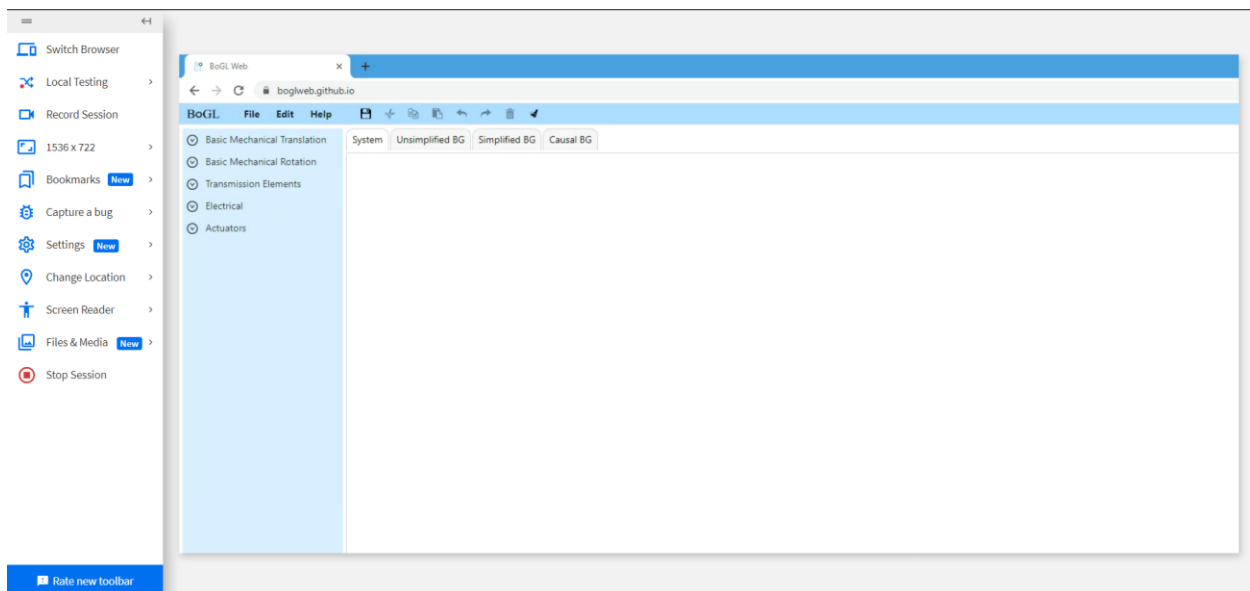 Switch Browser
Local Testing
Record Session
1536 x 722
Bookmarks New
Capture a bug
Settings New
Change Location
Screen Reader
Files & Media New
Stop Session
Rate new toolbar
BoGL Web
boglweb.github.io
BoGL File Edit Help
Basic Mechanical Translation
Basic Mechanical Rotation
Transmission Elements
Electrical
Actuators
System Unsimplified BG Simplified BG Causal BG